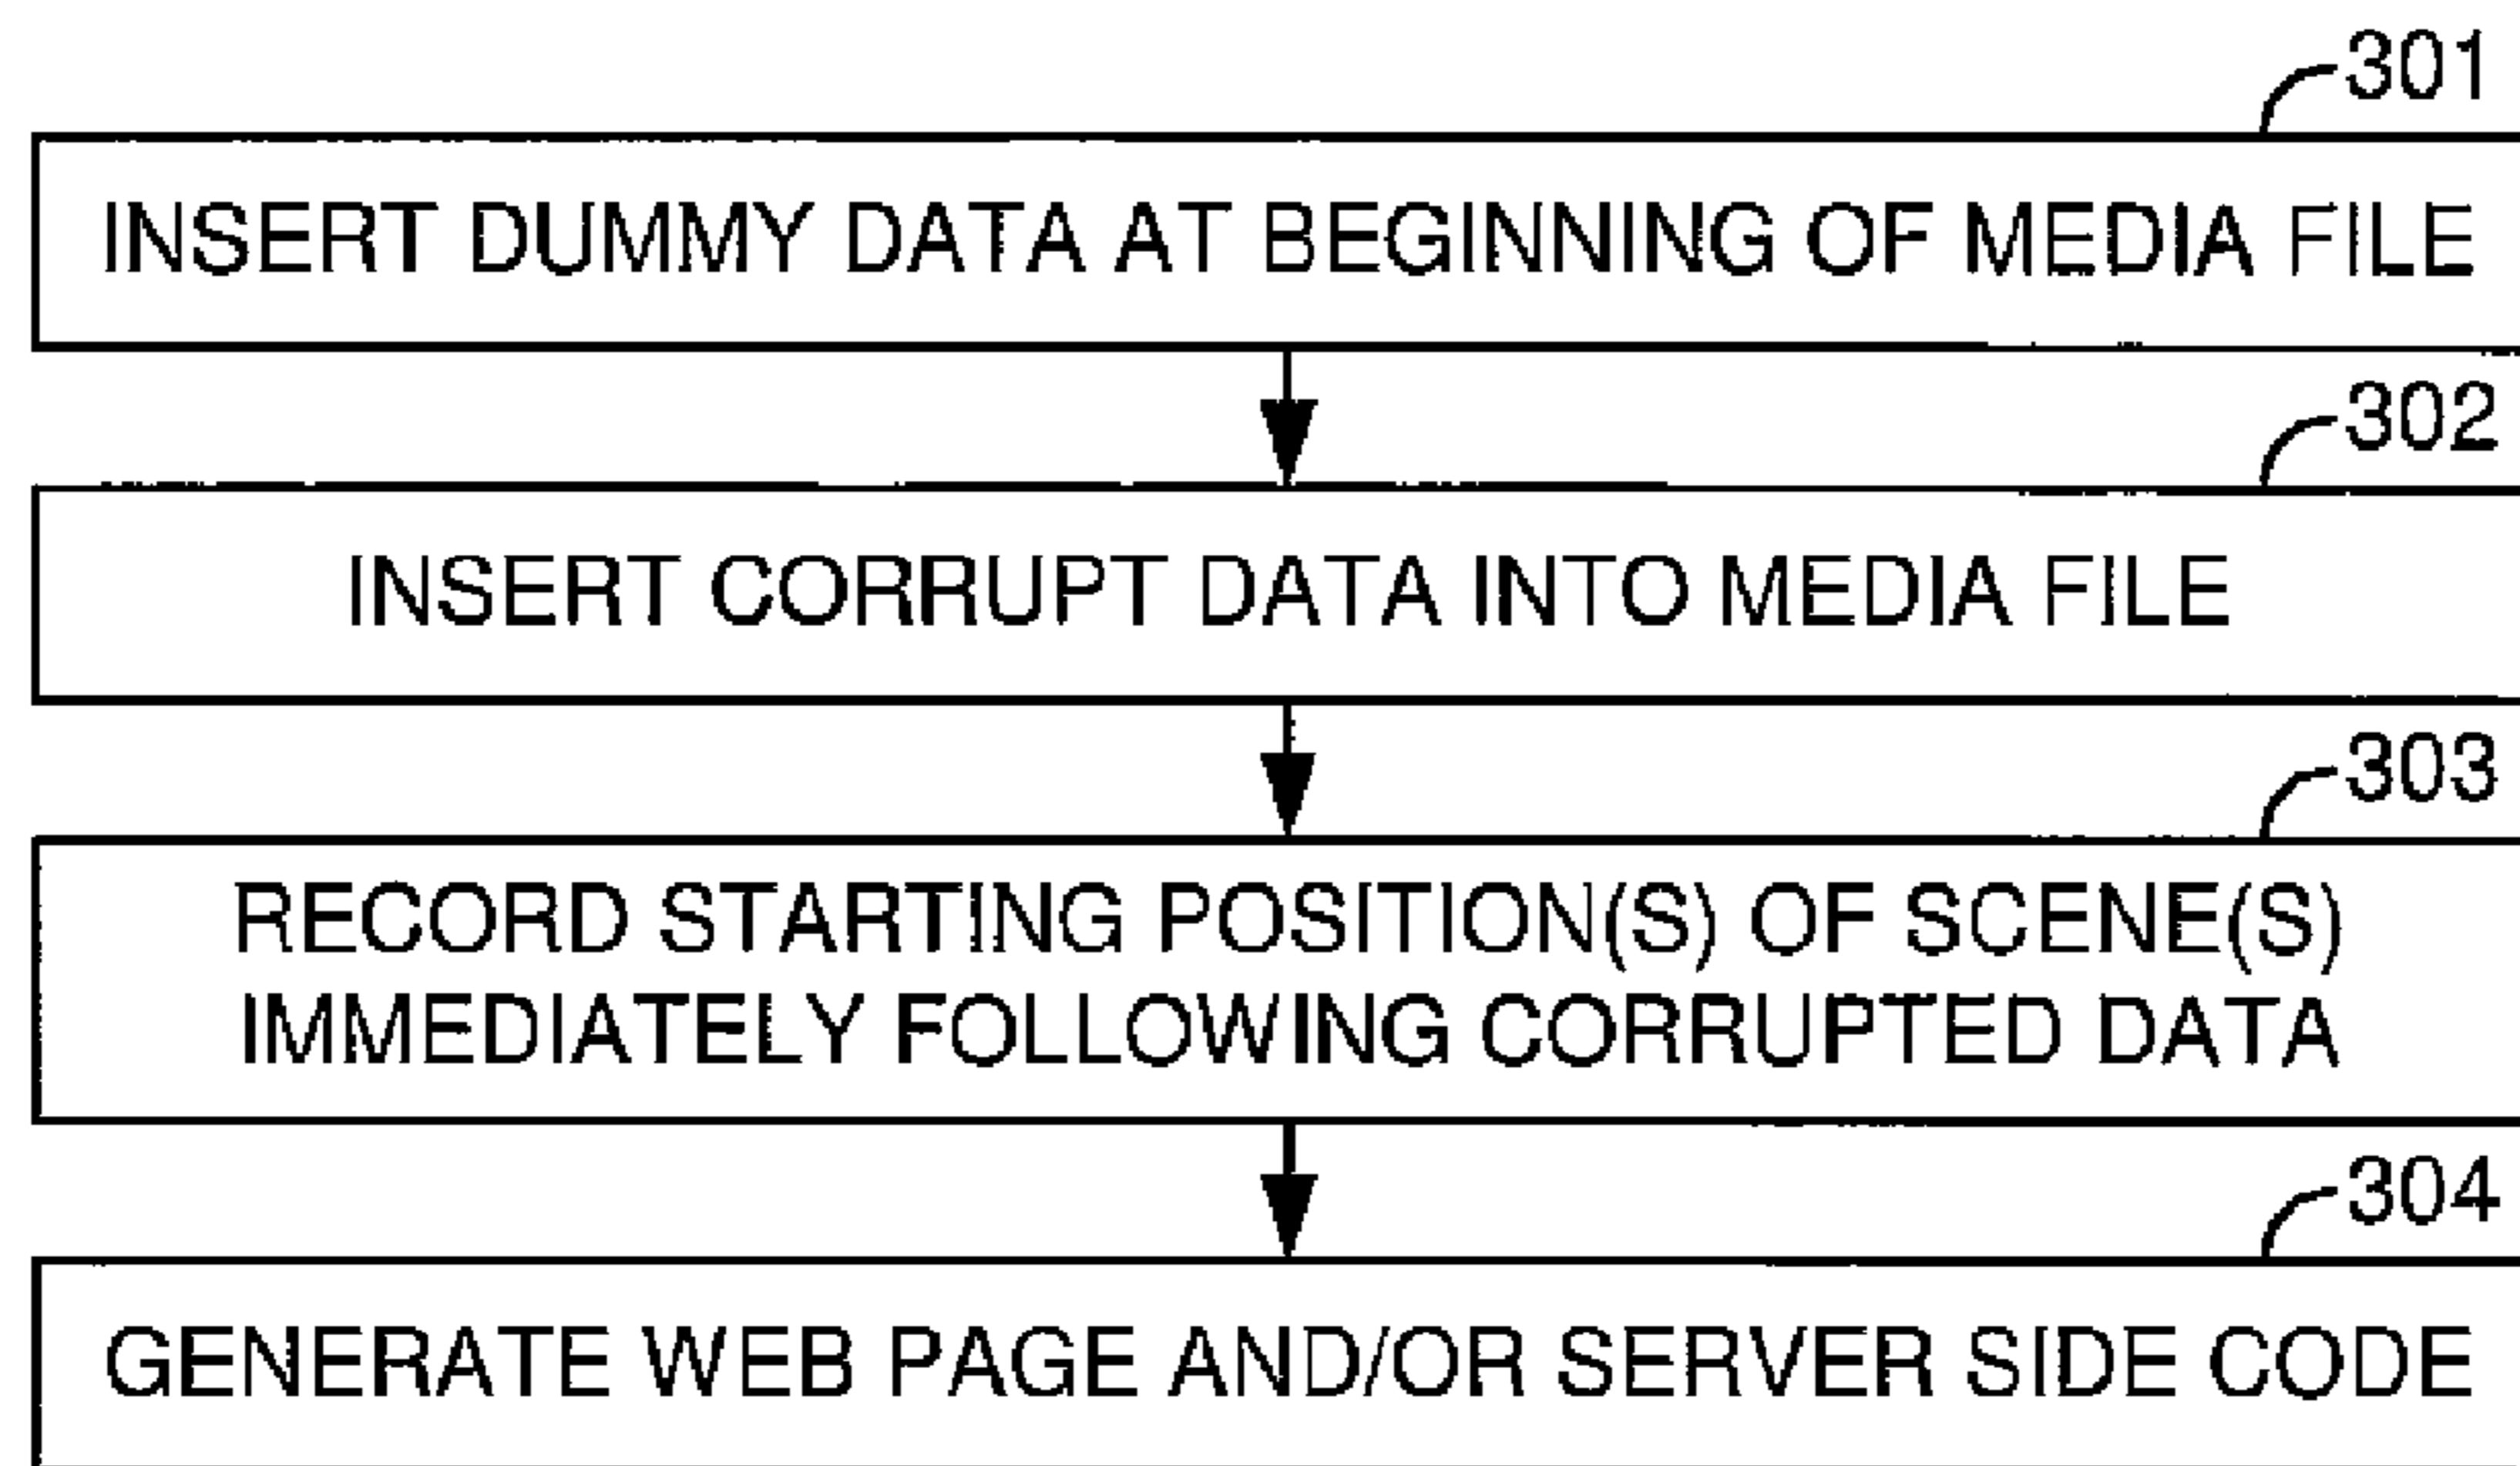 301
INSERT DUMMY DATA AT BEGINNING OF MEDIA FILE
302
INSERT CORRUPT DATA INTO MEDIA FILE
303
RECORD STARTING POSITION(S) OF SCENE(S)
IMMEDIATELY FOLLOWING CORRUPTED DATA
304
GENERATE WEB PAGE AND/OR SERVER SIDE CODE